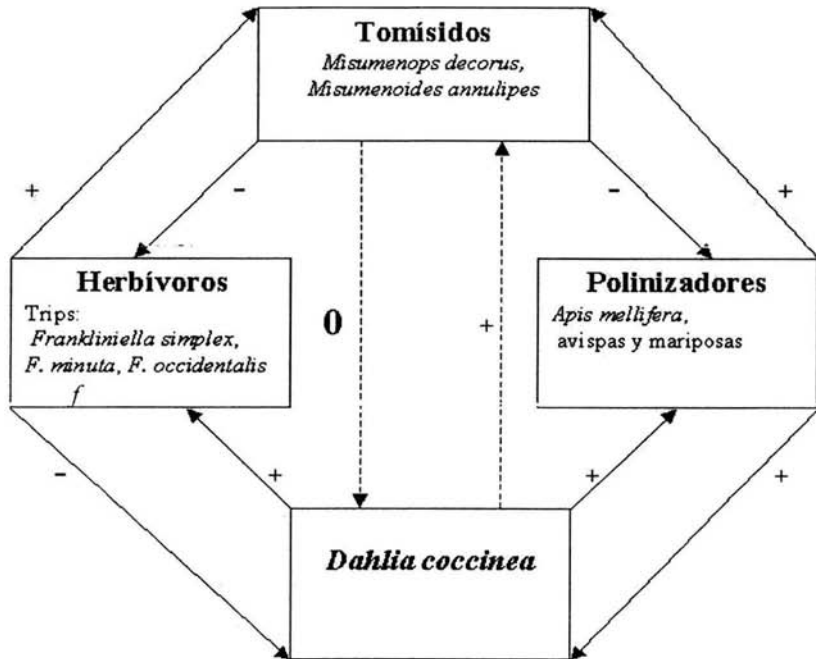 Tomísidos
Misumenops decorus,
Misumenoides annulipes
+
-
-
+
Herbívoros
Trips:
Frankliniella simplex,
F. minuta, F. occidentalis
f
0
+
Polinizadores
Apis mellifera,
avispas y mariposas
-
+
+
+
Dahlia coccinea